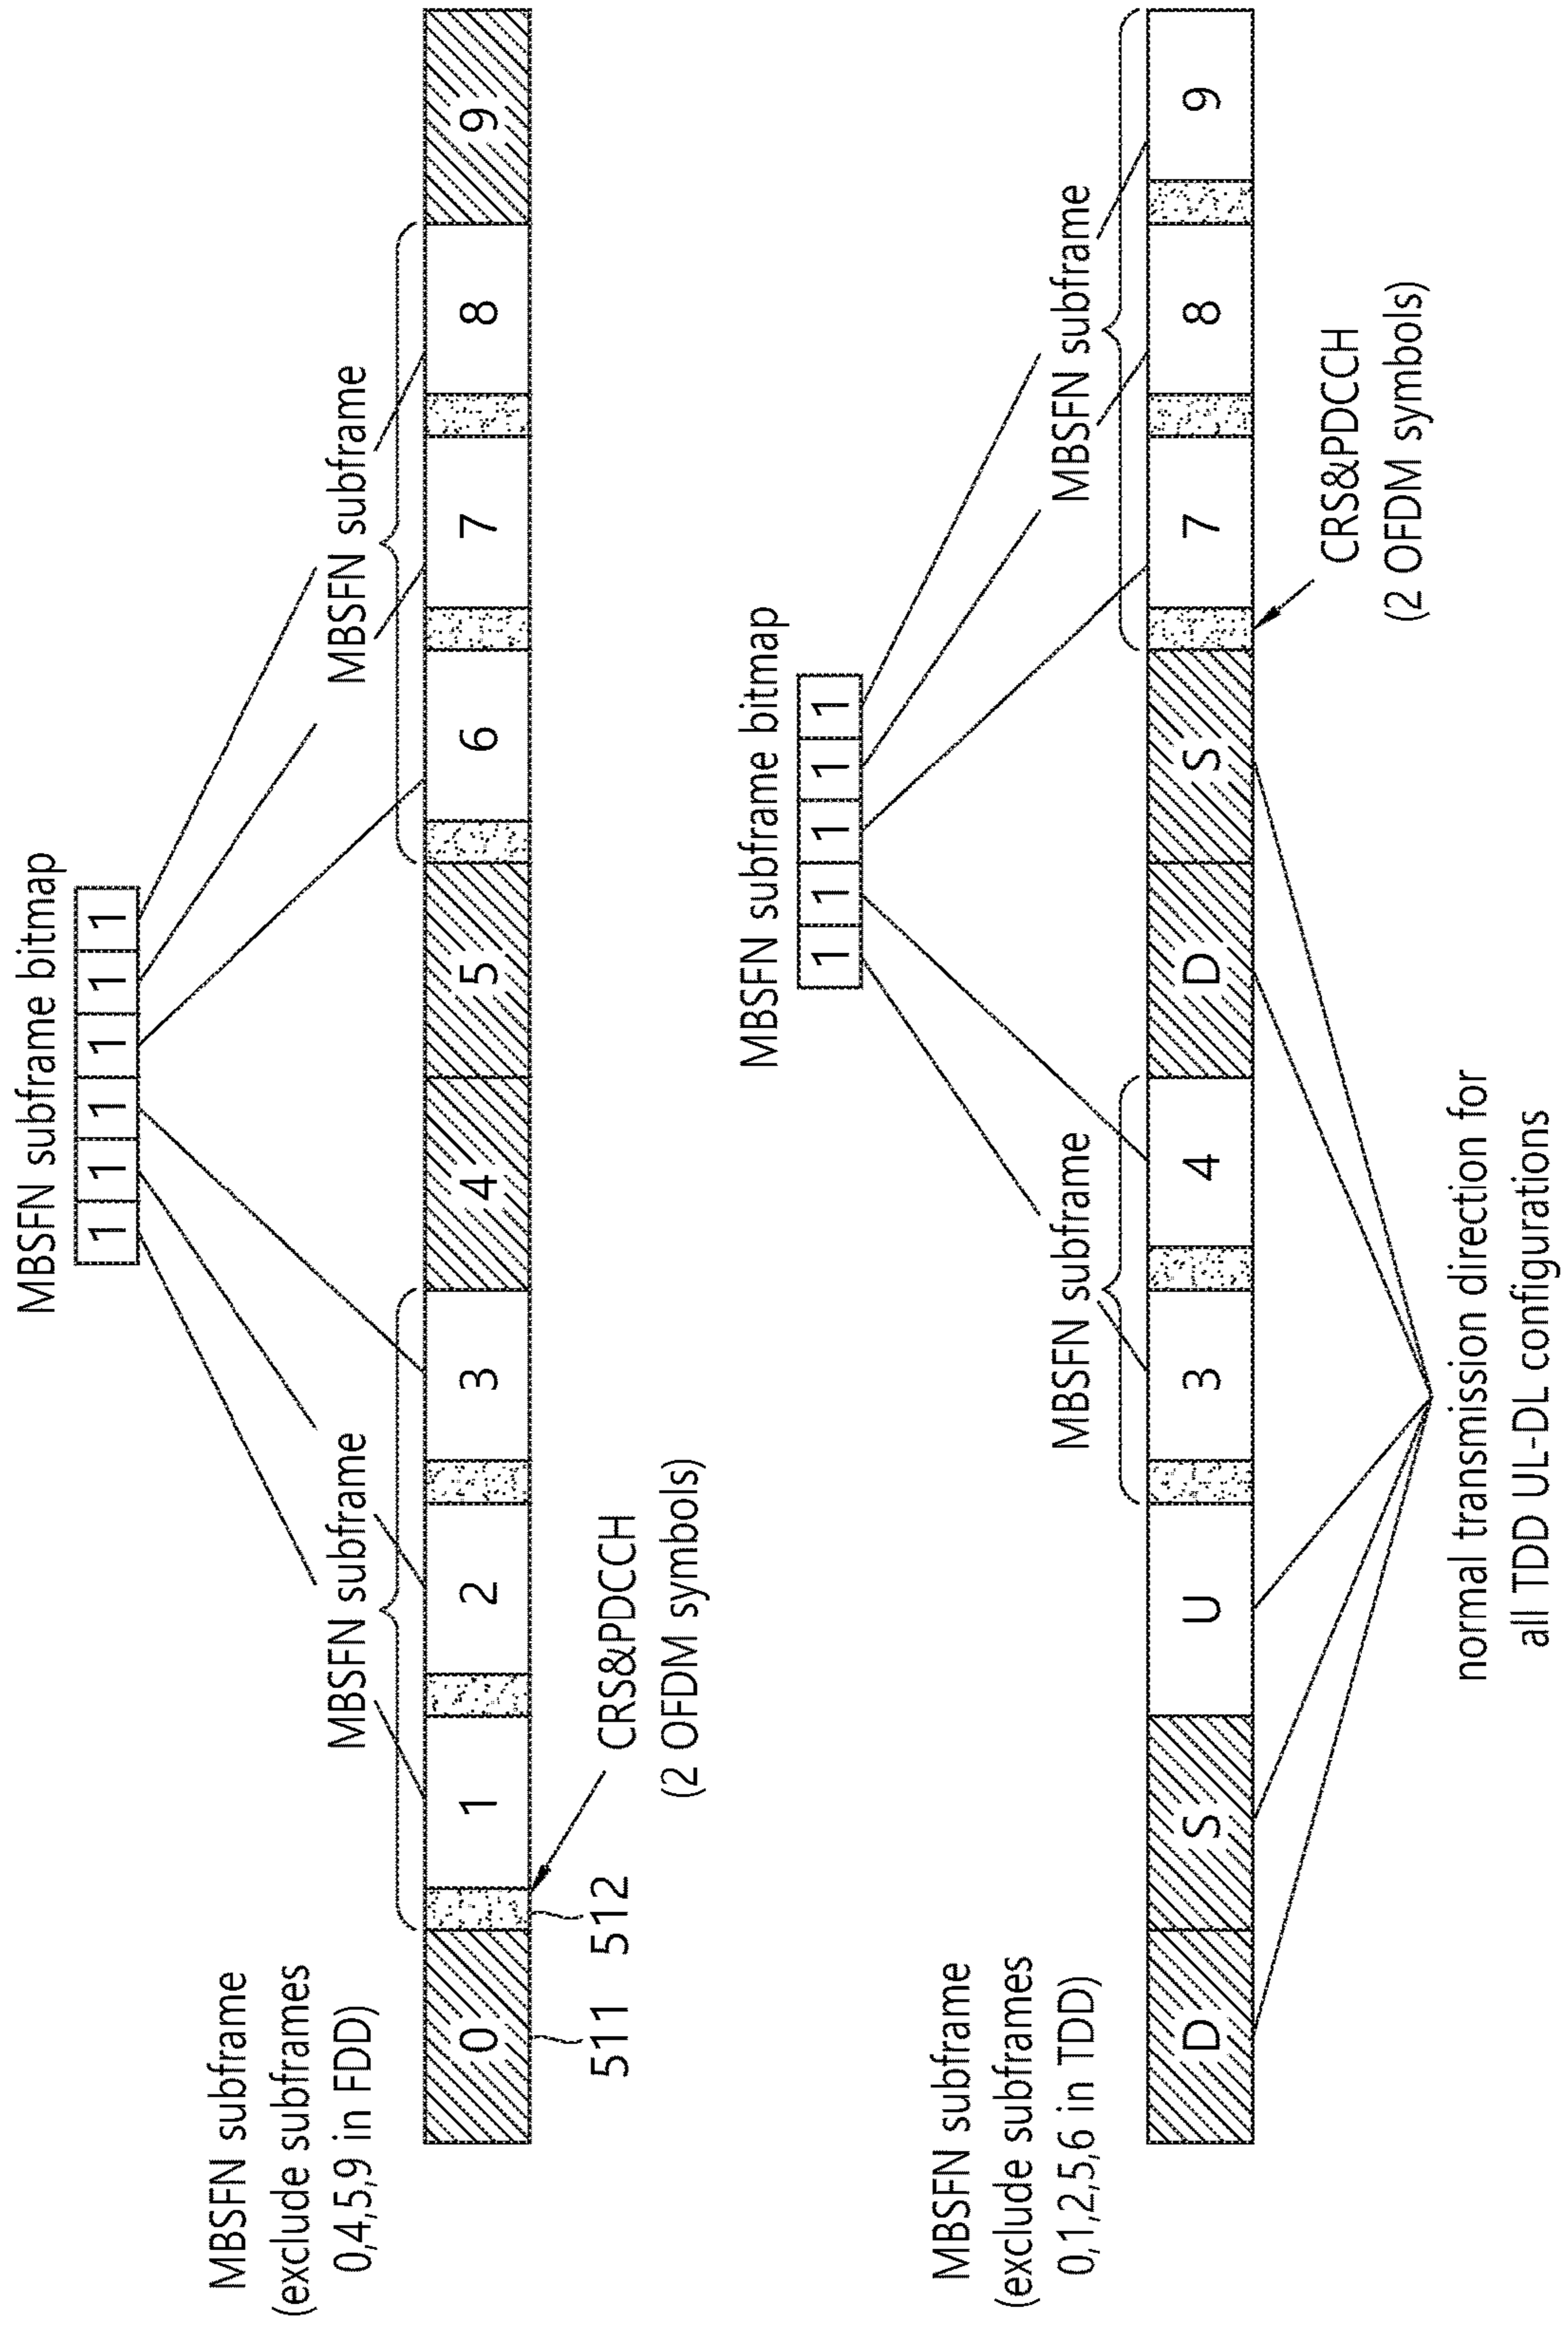 MBSFN subframe bitmap
1 1 1 1 1 1
MBSFN subframe
(exclude subframes
0,4,5,9 in FDD)
MBSFN subframe
MBSFN subframe
0 1 2 3 4 5 6 7 8 9
511 512
CRS&PDCCH
(2 OFDM symbols)
MBSFN subframe bitmap
1 1 1 1 1
MBSFN subframe
(exclude subframes
0,1,2,5,6 in TDD)
MBSFN subframe
MBSFN subframe
D S U 3 4 D S 7 8 9
CRS&PDCCH
(2 OFDM symbols)
normal transmission direction for
all TDD UL-DL configurations